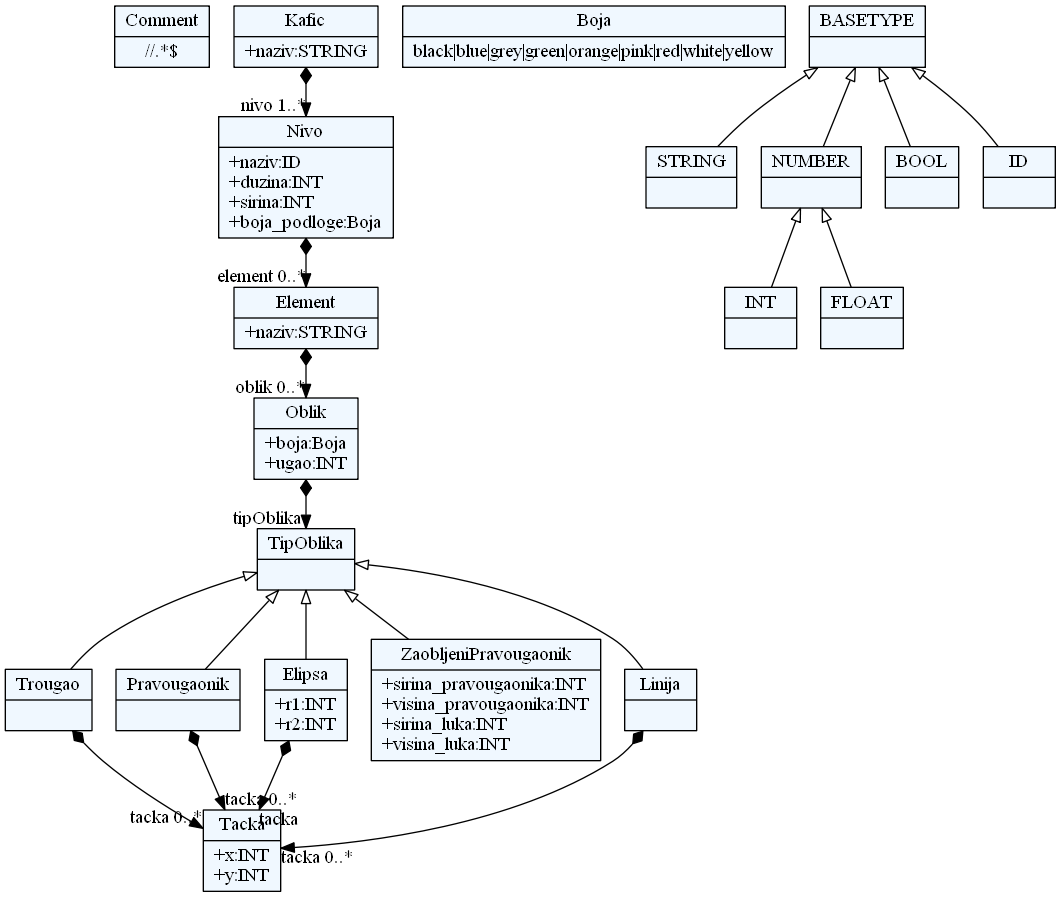 Comment
//.*$
Kafic
+naziv:STRING
Boja
black|blue|grey|green|orange|pink|red|white|yellow
BASETYPE
nivo 1..*
Nivo
+naziv:ID
+duzina:INT
+sirina:INT
+boja_podloge:Boja
STRING
NUMBER
BOOL
ID
element 0..*
Element
+naziv:STRING
INT
FLOAT
oblik 0..*
Oblik
+boja:Boja
+ugao:INT
tipOblika
TipOblika
Trougao
Pravougaonik
Elipsa
+r1:INT
+r2:INT
ZaobljeniPravougaonik
+sirina_pravougaonika:INT
+visina_pravougaonika:INT
+sirina_luka:INT
+visina_luka:INT
Linija
tacka 0..*
tacka 0..*
tacka
tacka 0..*
Tacka
+x:INT
+y:INT